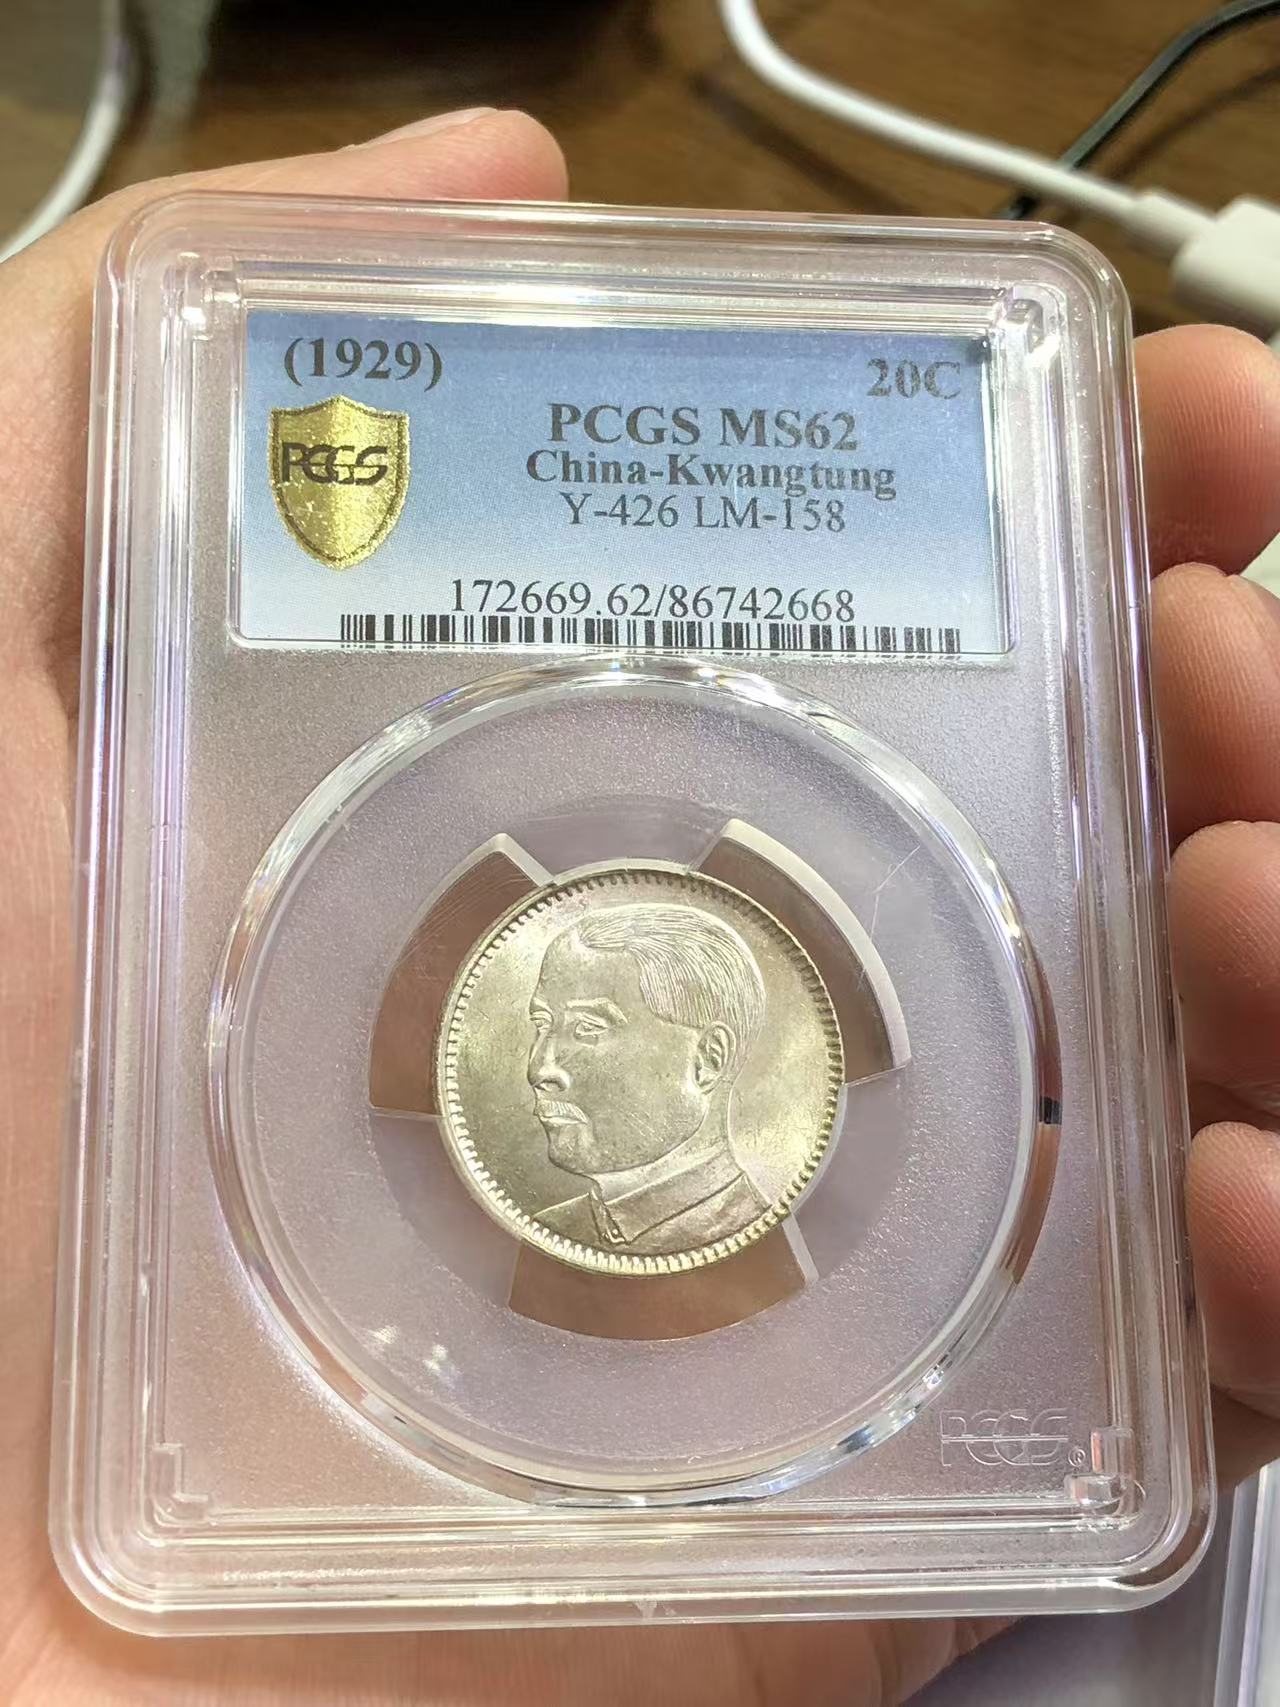 (1929)
20C
PCGS
PCGS MS62
China-Kwangtung
Y-426 LM-158
172669.62/86742668
PCGS®